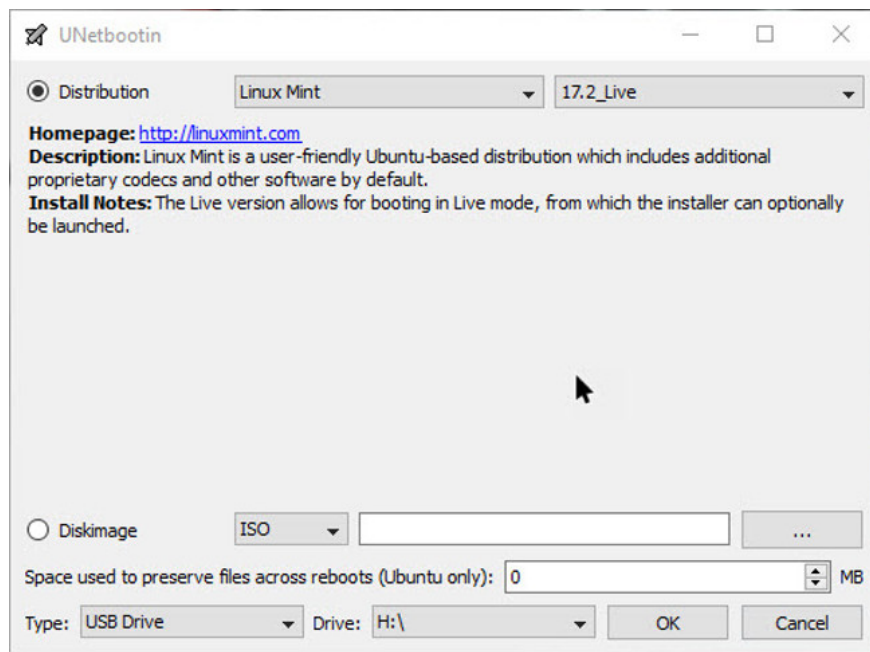 UNetbootin
Distribution Linux Mint 17.2_Live
Homepage: http://linuxmint.com
Description: Linux Mint is a user-friendly Ubuntu-based distribution which includes additional
proprietary codecs and other software by default.
Install Notes: The Live version allows for booting in Live mode, from which the installer can optionally
be launched.
Diskimage ISO ...
Space used to preserve files across reboots (Ubuntu only): 0 MB
Type: USB Drive Drive: H:\ OK Cancel